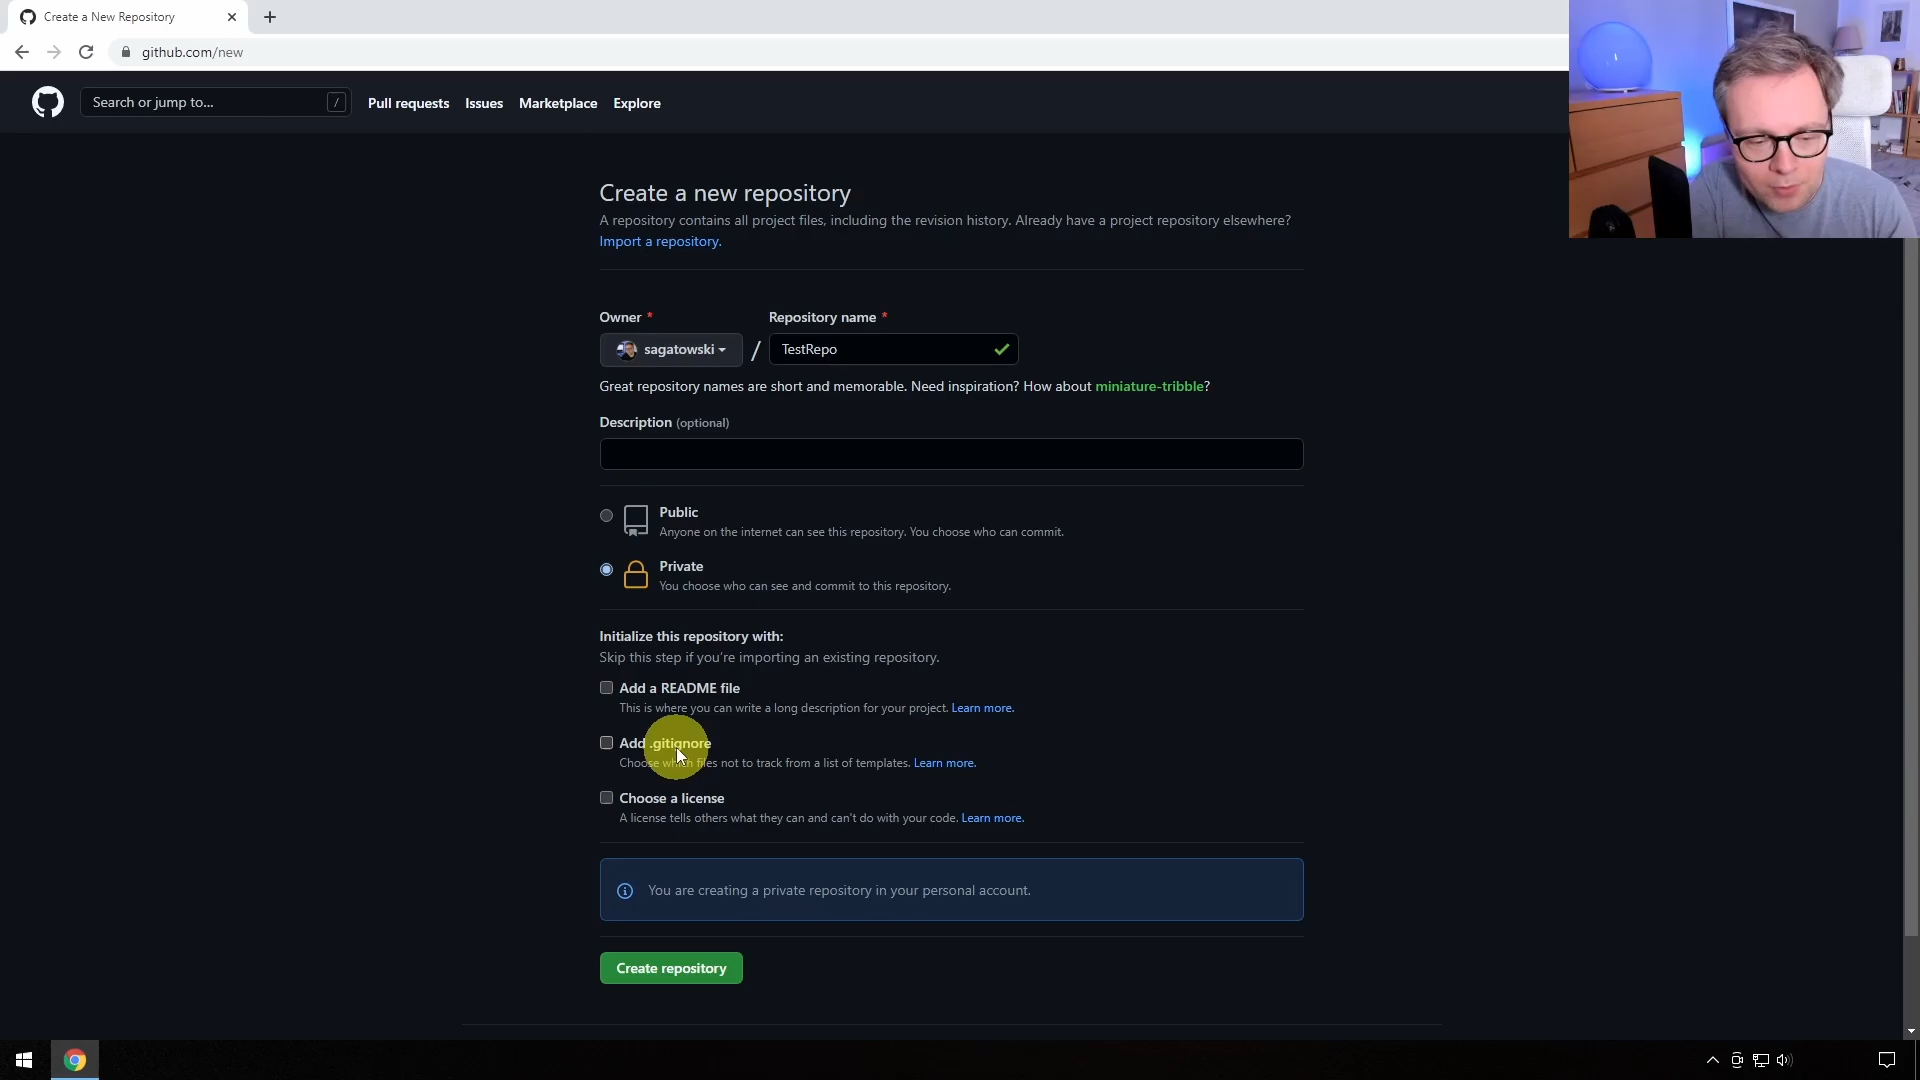 Create a New Repository
github.com/new
Search or jump to... /
Pull requests Issues Marketplace Explore
Create a new repository
A repository contains all project files, including the revision history. Already have a project repository elsewhere?
Import a repository.
Owner * Repository name *
sagatowski / TestRepo
Great repository names are short and memorable. Need inspiration? How about miniature-tribble?
Description (optional)
Public
Anyone on the internet can see this repository. You choose who can commit.
Private
You choose who can see and commit to this repository.
Initialize this repository with:
Skip this step if you're importing an existing repository.
Add a README file
This is where you can write a long description for your project. Learn more.
Add .gitignore
Choose which files not to track from a list of templates. Learn more.
Choose a license
A license tells others what they can and can't do with your code. Learn more.
You are creating a private repository in your personal account.
Create repository